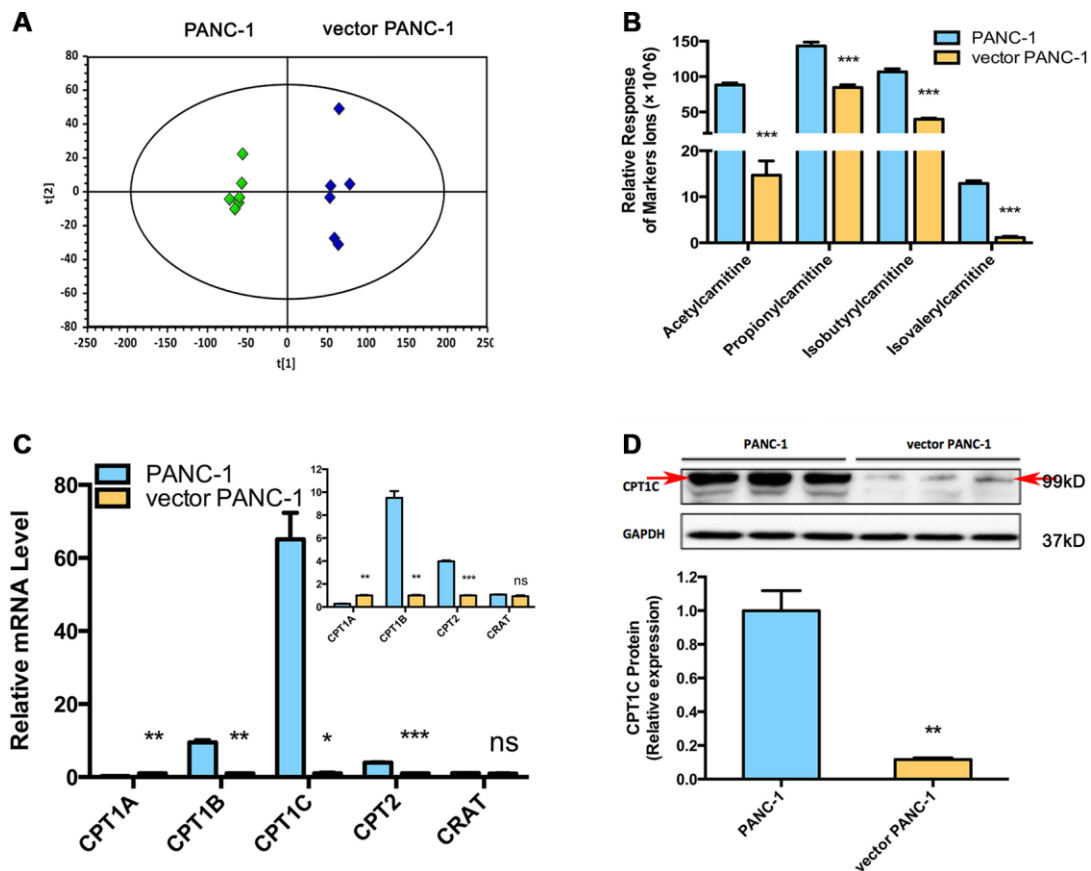 A
PANC-1 vector PANC-1
80
60
40
20
0
-20
-40
-60
-80
t[2]
-250 -200 -150 -100 -50 0 50 100 150 200 250
t[1]
B
PANC-1
vector PANC-1
Relative Response
of Markers Ions (× 10^6)
150
100
50
20
10
0
*** *** *** ***
Acetylcarnitine
Propionylcarnitine
Isobutyrylcarnitine
Isovalerylcarnitine
C
PANC-1
vector PANC-1
Relative mRNA Level
80
60
40
20
0
** ** * *** ns
CPT1A CPT1B CPT1C CPT2 CRAT
12
10
8
6
4
2
0
** ** *** ns
CPT1A CPT1B CPT2 CRAT
D
PANC-1 vector PANC-1
CPT1C 99kD
GAPDH 37kD
CPT1C Protein
(Relative expression)
1.2
1.0
0.8
0.6
0.4
0.2
0.0
**
PANC-1
vector PANC-1